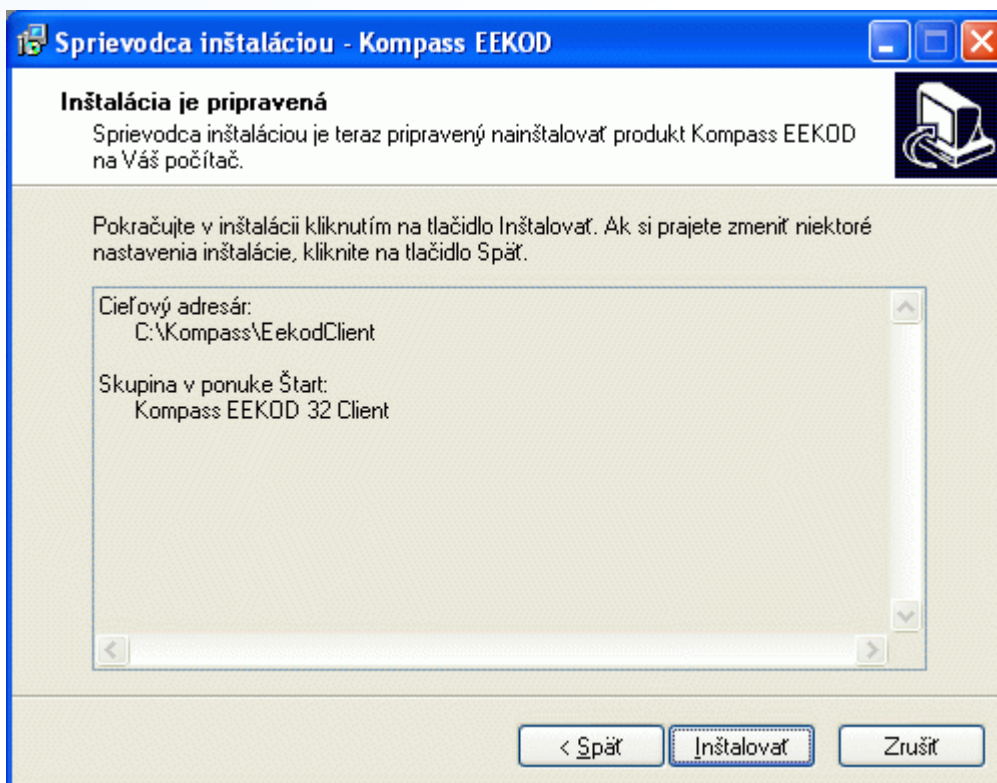 Sprievodca inštaláciou - Kompass EEKOD
Inštalácia je pripravená
Sprievodca inštaláciou je teraz pripravený nainštalovať produkt Kompass EEKOD
na Váš počítač.
Pokračujte v inštalácii kliknutím na tlačidlo Inštalovať. Ak si prajete zmeniť niektoré
nastavenia inštalácie, kliknite na tlačidlo Späť.
Cieľový adresár:
C:\Kompass\EekodClient
Skupina v ponuke Štart:
Kompass EEKOD 32 Client
< Späť
Inštalovať
Zrušiť